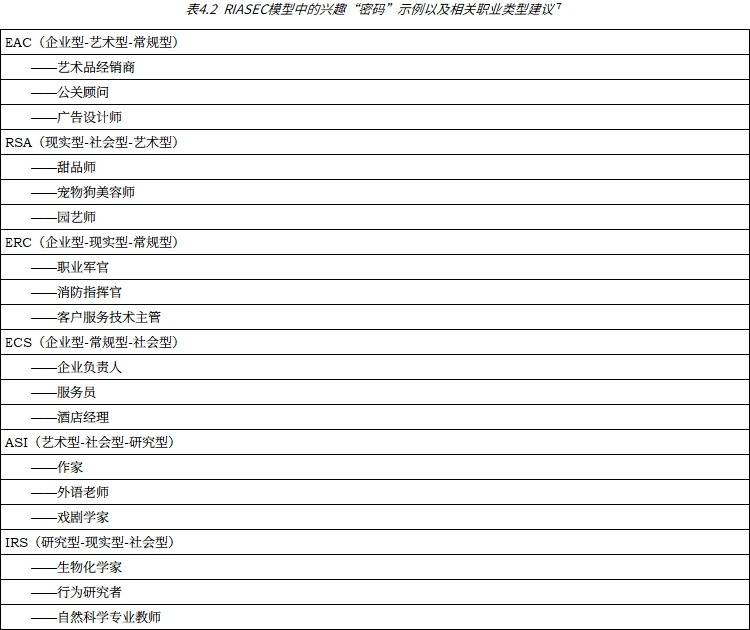 表4.2 RIASEC模型中的兴趣“密码”示例以及相关职业类型建议7
EAC（企业型-艺术型-常规型）
——艺术品经销商
——公关顾问
——广告设计师
RSA（现实型-社会型-艺术型）
——甜品师
——宠物狗美容师
——园艺师
ERC（企业型-现实型-常规型）
——职业军官
——消防指挥官
——客户服务技术主管
ECS（企业型-常规型-社会型）
——企业负责人
——服务员
——酒店经理
ASI（艺术型-社会型-研究型）
——作家
——外语老师
——戏剧学家
IRS（研究型-现实型-社会型）
——生物化学家
——行为研究者
——自然科学专业教师